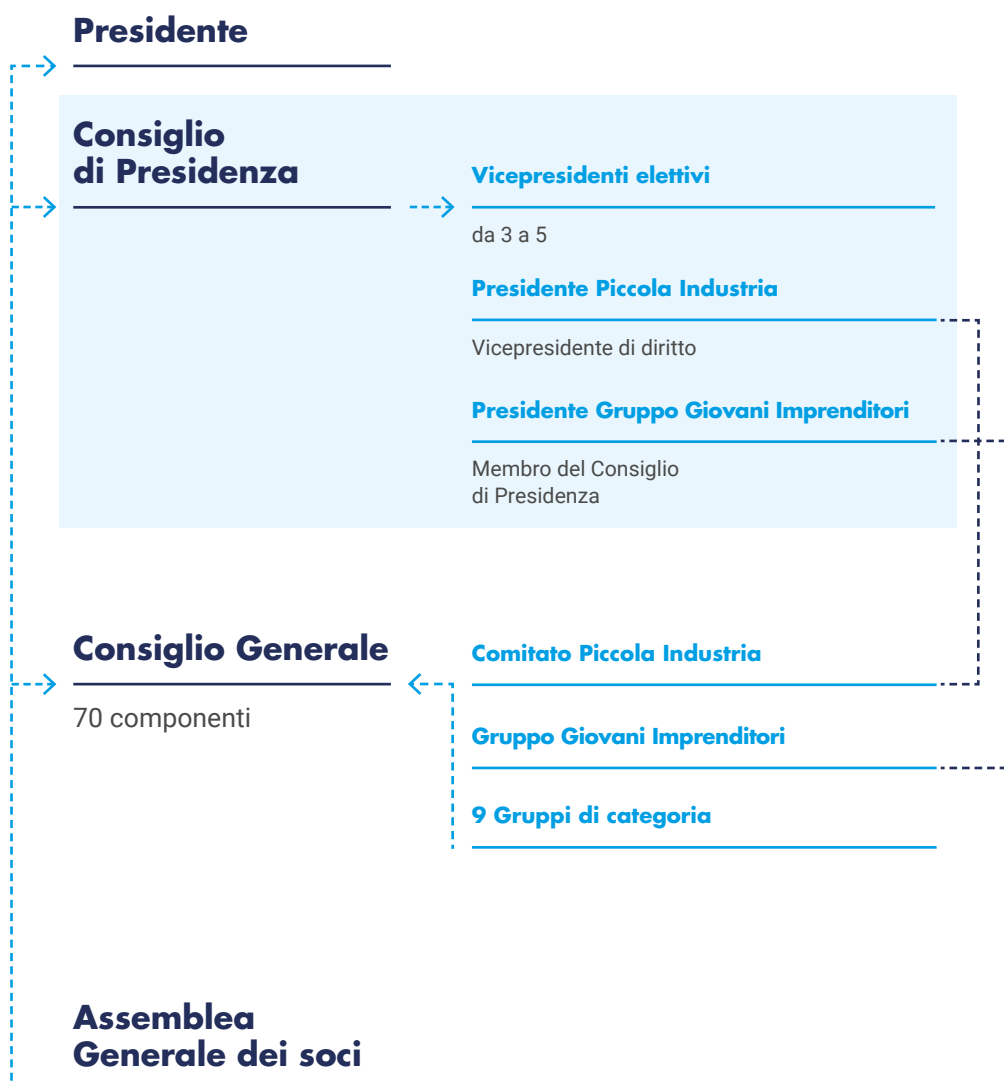 Presidente
Consiglio
di Presidenza
Vicepresidenti elettivi
da 3 a 5
Presidente Piccola Industria
Vicepresidente di diritto
Presidente Gruppo Giovani Imprenditori
Membro del Consiglio
di Presidenza
Consiglio Generale
70 componenti
Comitato Piccola Industria
Gruppo Giovani Imprenditori
9 Gruppi di categoria
Assemblea
Generale dei soci